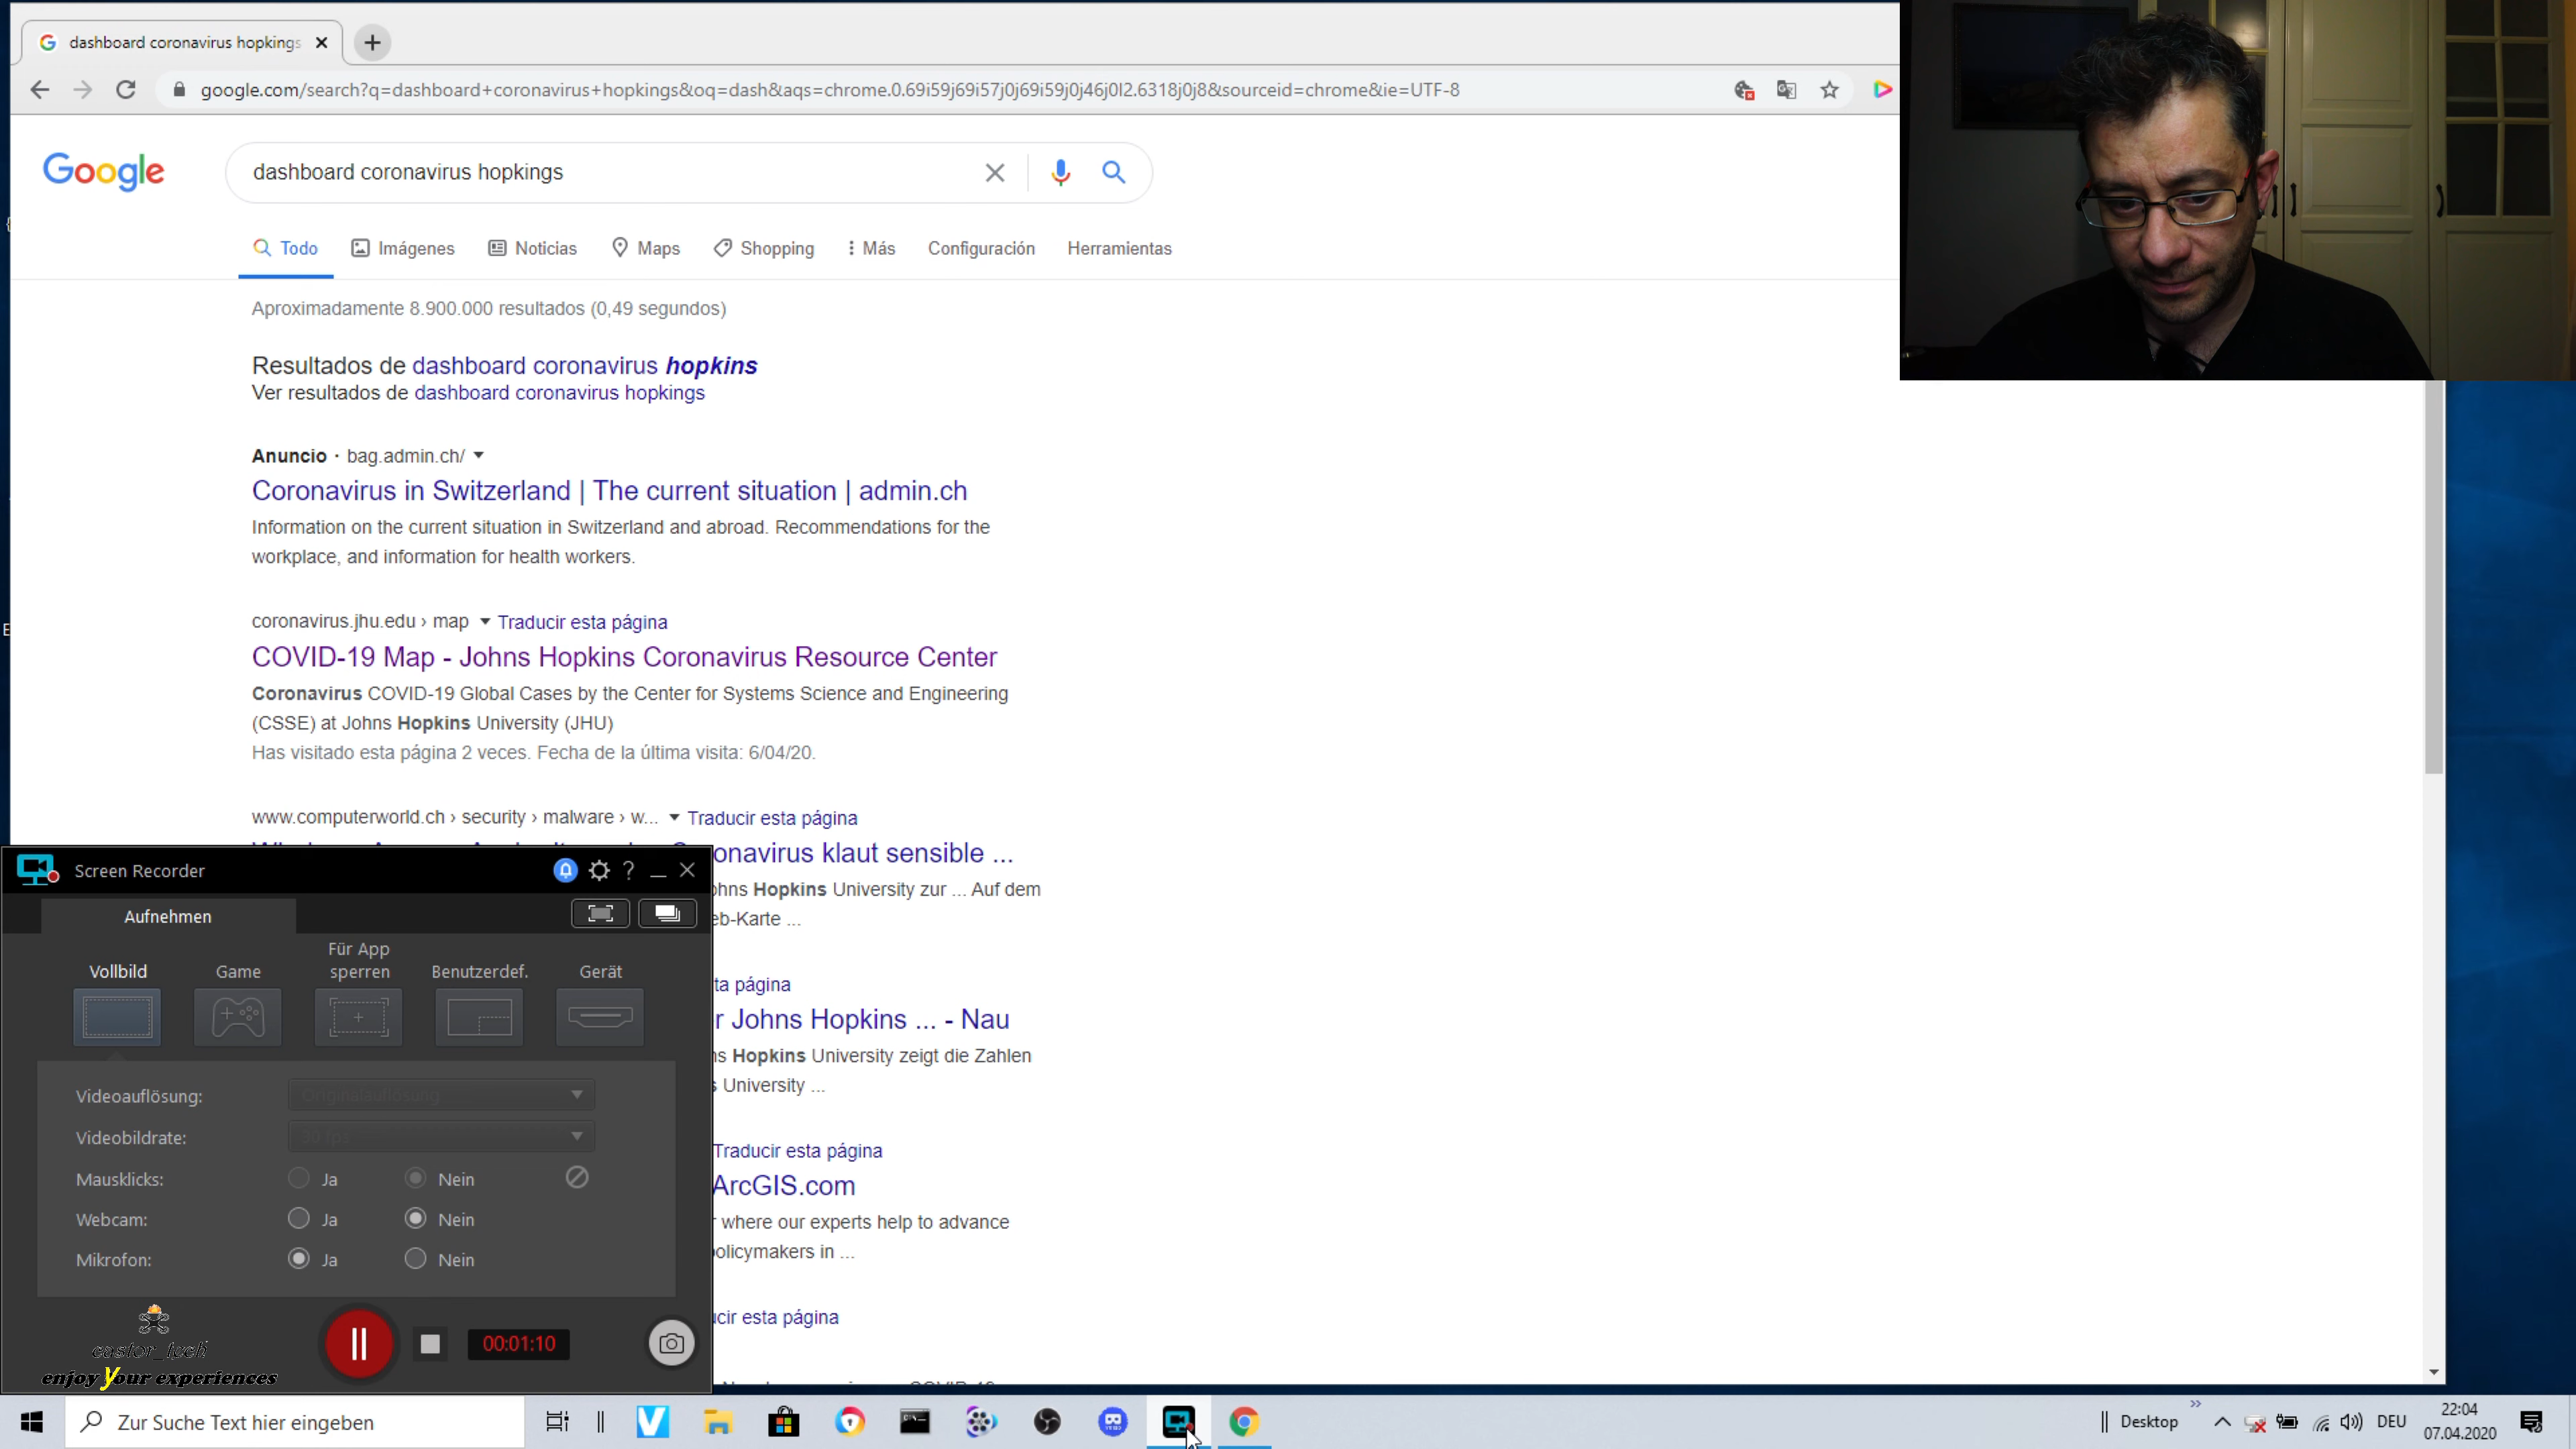 dashboard coronavirus hopkings
google.com/search?q=dashboard+coronavirus+hopkings&oq=dash&aqs=chrome.0.69i59j69i57j0j69i59j0j46j0l2.6318j0j8&sourceid=chrome&ie=UTF-8
Google
dashboard coronavirus hopkings
Todo Imágenes Noticias Maps Shopping Más Configuración Herramientas
Aproximadamente 8.900.000 resultados (0,49 segundos)
Resultados de dashboard coronavirus hopkins
Ver resultados de dashboard coronavirus hopkings
Anuncio · bag.admin.ch/
Coronavirus in Switzerland | The current situation | admin.ch
Information on the current situation in Switzerland and abroad. Recommendations for the
workplace, and information for health workers.
coronavirus.jhu.edu › map Traducir esta página
COVID-19 Map - Johns Hopkins Coronavirus Resource Center
Coronavirus COVID-19 Global Cases by the Center for Systems Science and Engineering
(CSSE) at Johns Hopkins University (JHU)
Has visitado esta página 2 veces. Fecha de la última visita: 6/04/20.
www.computerworld.ch › security › malware › w... Traducir esta página
onavirus klaut sensible ...
Hopkins University zur ... Auf dem
eb-Karte ...
ta página
r Johns Hopkins ... - Nau
Hopkins University zeigt die Zahlen
University ...
Traducir esta página
ArcGIS.com
where our experts help to advance
policymakers in ...
cir esta página
Screen Recorder
?
Aufnehmen
Vollbild
Game
Für App
sperren
Benutzerdef.
Gerät
Videoauflösung: Originalauflösung
Videobildrate: 30 fps
Mausklicks: Ja Nein
Webcam: Ja Nein
Mikrofon: Ja Nein
castor_tech
enjoy your experiences
00:01:10
Zur Suche Text hier eingeben
Desktop
DEU
22:04
07.04.2020